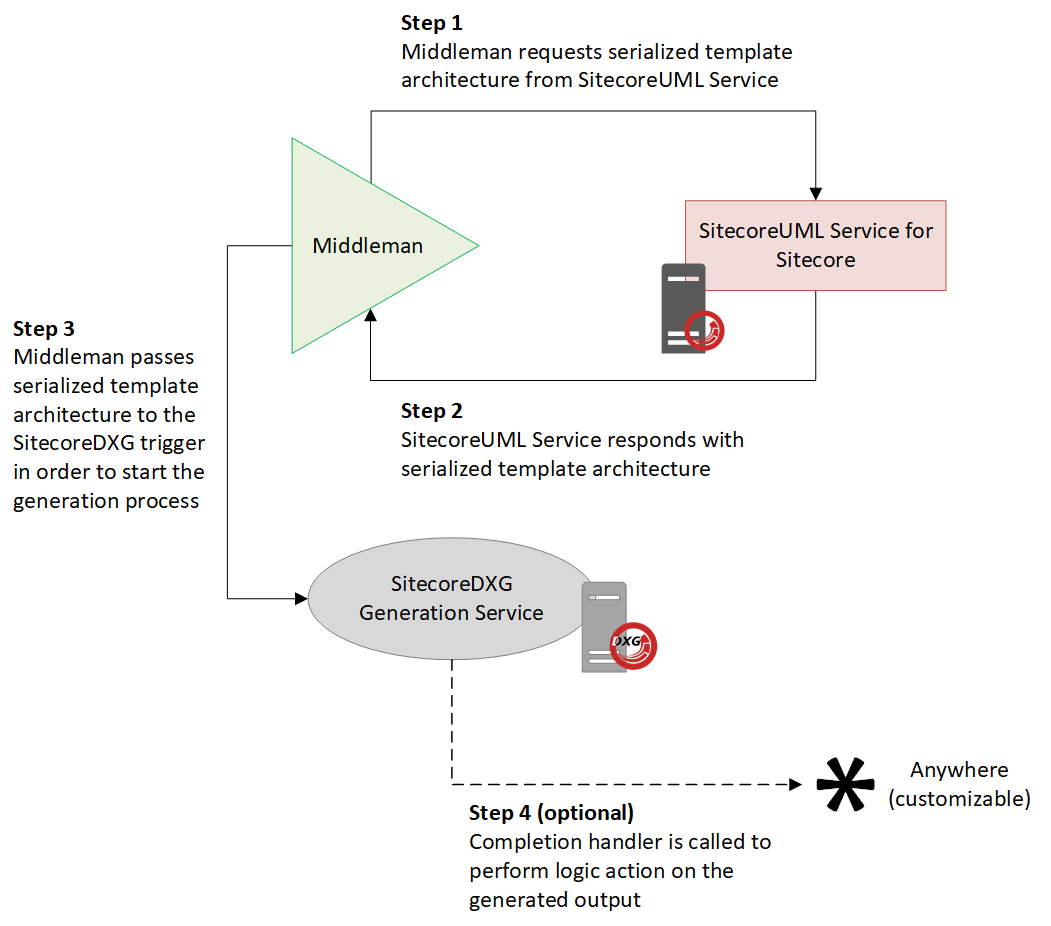 Step 1
Middleman requests serialized template
architecture from SitecoreUML Service
Middleman
SitecoreUML Service for
Sitecore
Step 3
Middleman passes
serialized template
architecture to the
SitecoreDXG trigger
in order to start the
generation process
Step 2
SitecoreUML Service responds with
serialized template architecture
SitecoreDXG
Generation Service
DXG
Anywhere
(customizable)
Step 4 (optional)
Completion handler is called to
perform logic action on the
generated output